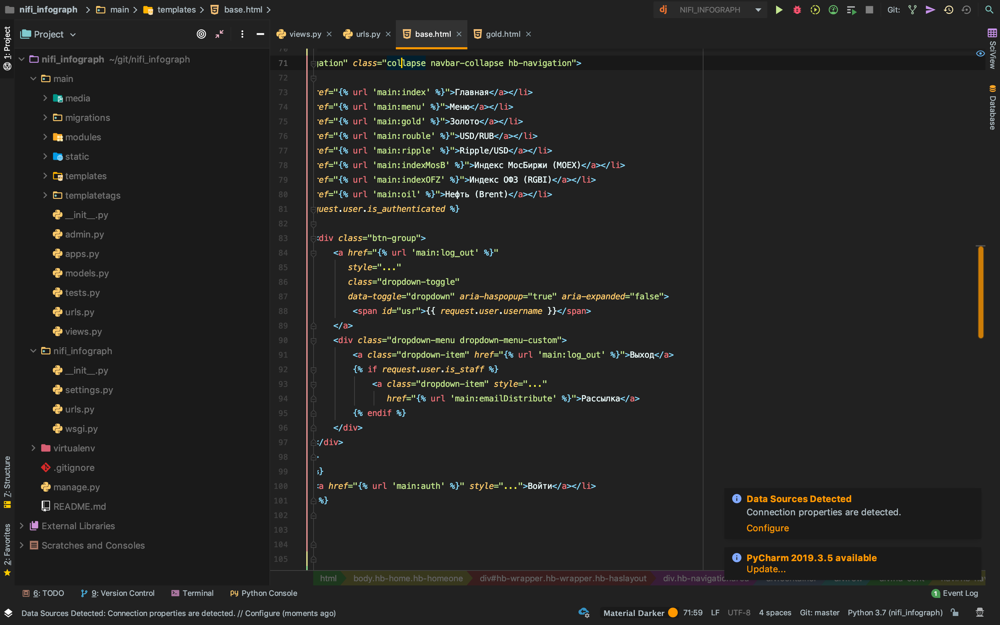 nifi_infograph main templates base.html
NIFI_INFOGRAPH
Git:
1: Project
Project
views.py urls.py base.html gold.html
SciView
Database
nifi_infograph ~/git/nifi_infograph
main
media
migrations
modules
static
templates
templatetags
__init__.py
admin.py
apps.py
models.py
tests.py
urls.py
views.py
nifi_infograph
__init__.py
settings.py
urls.py
wsgi.py
virtualenv
.gitignore
manage.py
README.md
External Libraries
Scratches and Consoles
7: Structure
2: Favorites
71 gation" class="collapse navbar-collapse hb-navigation">
72
73 ref="{% url 'main:index' %}">Главная</a></li>
74 ref="{% url 'main:menu' %}">Меню</a></li>
75 ref="{% url 'main:gold' %}">Золото</a></li>
76 ref="{% url 'main:rouble' %}">USD/RUB</a></li>
77 ref="{% url 'main:ripple' %}">Ripple/USD</a></li>
78 ref="{% url 'main:indexMosB' %}">Индекс МосБиржи (MOEX)</a></li>
79 ref="{% url 'main:indexOFZ' %}">Индекс ОФЗ (RGBI)</a></li>
80 ref="{% url 'main:oil' %}">Нефть (Brent)</a></li>
81 quest.user.is_authenticated %}
82
83 <div class="btn-group">
84 <a href="{% url 'main:log_out' %}"
85 style="..."
86 class="dropdown-toggle"
87 data-toggle="dropdown" aria-haspopup="true" aria-expanded="false">
88 <span id="usr">{{ request.user.username }}</span>
89 </a>
90 <div class="dropdown-menu dropdown-menu-custom">
91 <a class="dropdown-item" href="{% url 'main:log_out' %}">Выход</a>
92 {% if request.user.is_staff %}
93 <a class="dropdown-item" style="..."
94 href="{% url 'main:emailDistribute' %}">Рассылка</a>
95 {% endif %}
96 </div>
97 </div>
98 >
99 %}
100 <a href="{% url 'main:auth' %}" style="...">Войти</a></li>
101 %}
102
103
104
105
Data Sources Detected
Connection properties are detected.
Configure
PyCharm 2019.3.5 available
Update...
html body.hb-home.hb-homeone div#hb-wrapper.hb-wrapper.hb-haslayout
6: TODO 9: Version Control Terminal Python Console 1 Event Log
Data Sources Detected: Connection properties are detected. // Configure (moments ago) Material Darker 71:59 LF UTF-8 4 spaces Git: master Python 3.7 (nifi_infograph)